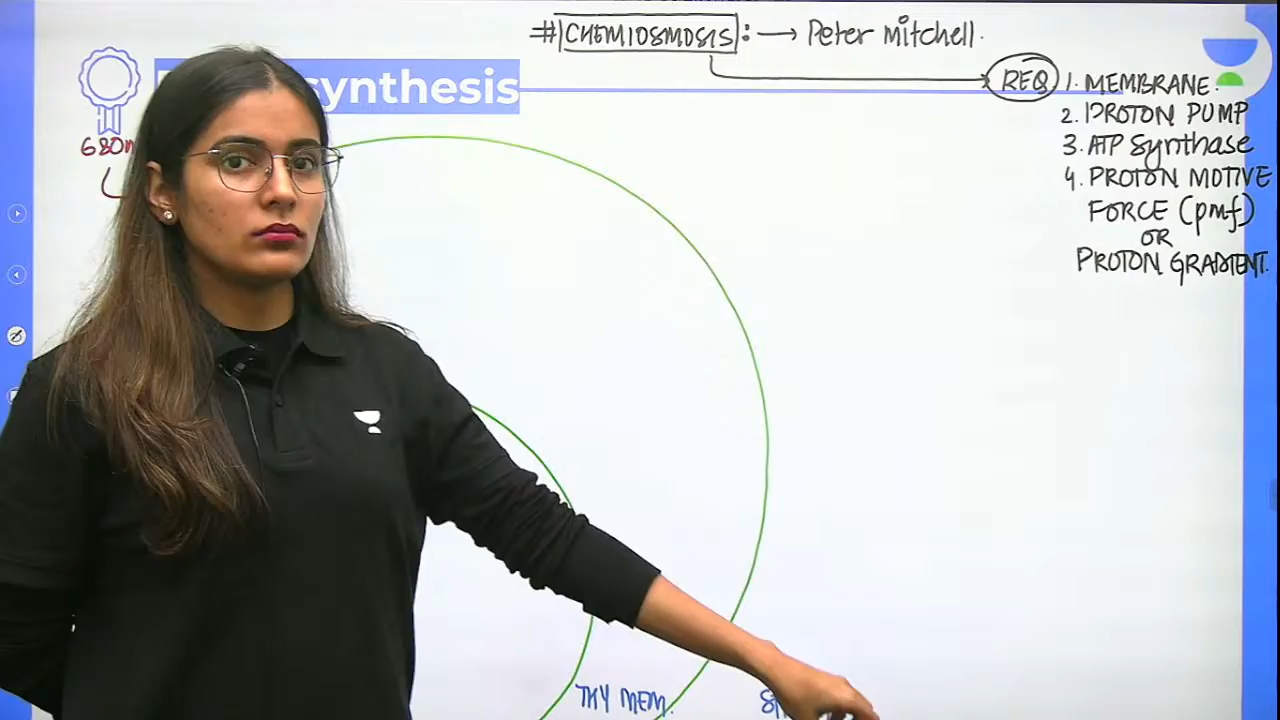 #CHEMIOSMOSIS: → Peter Mitchell.
synthesis
REQ
1. MEMBRANE.
2. PROTON PUMP
3. ATP Synthase
4. PROTON MOTIVE
FORCE (pmf)
OR
PROTON GRADIENT.
THY MEM.